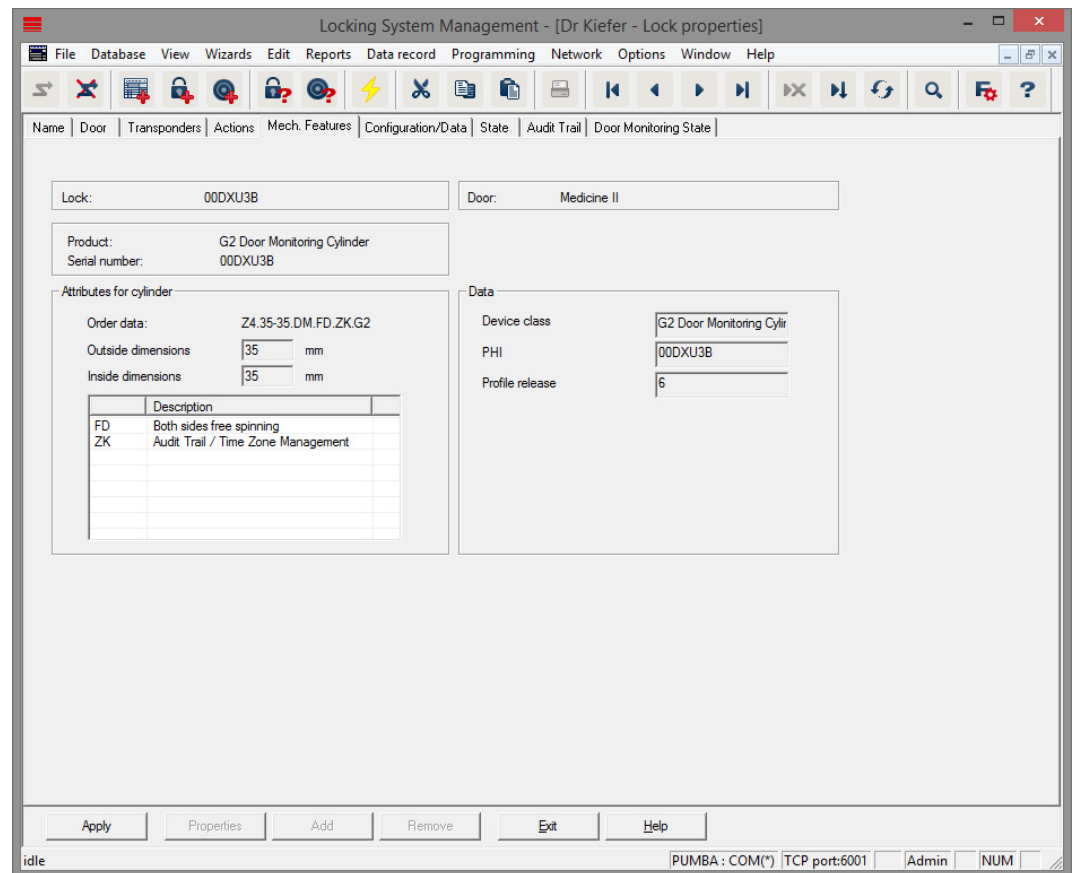 Locking System Management - [Dr Kiefer - Lock properties]
File Database View Wizards Edit Reports Data record Programming Network Options Window Help
Name Door Transponders Actions Mech. Features Configuration/Data State Audit Trail Door Monitoring State
Lock: 00DXU3B Door: Medicine II
Product: G2 Door Monitoring Cylinder
Serial number: 00DXU3B
Attributes for cylinder Data
Order data: Z4.35-35.DM.FD.ZK.G2 Device class G2 Door Monitoring Cylir
Outside dimensions 35 mm PHI 00DXU3B
Inside dimensions 35 mm Profile release 6
Description
FD Both sides free spinning
ZK Audit Trail / Time Zone Management
Apply Properties Add Remove Exit Help
idle PUMBA : COM(*) TCP port:6001 Admin NUM